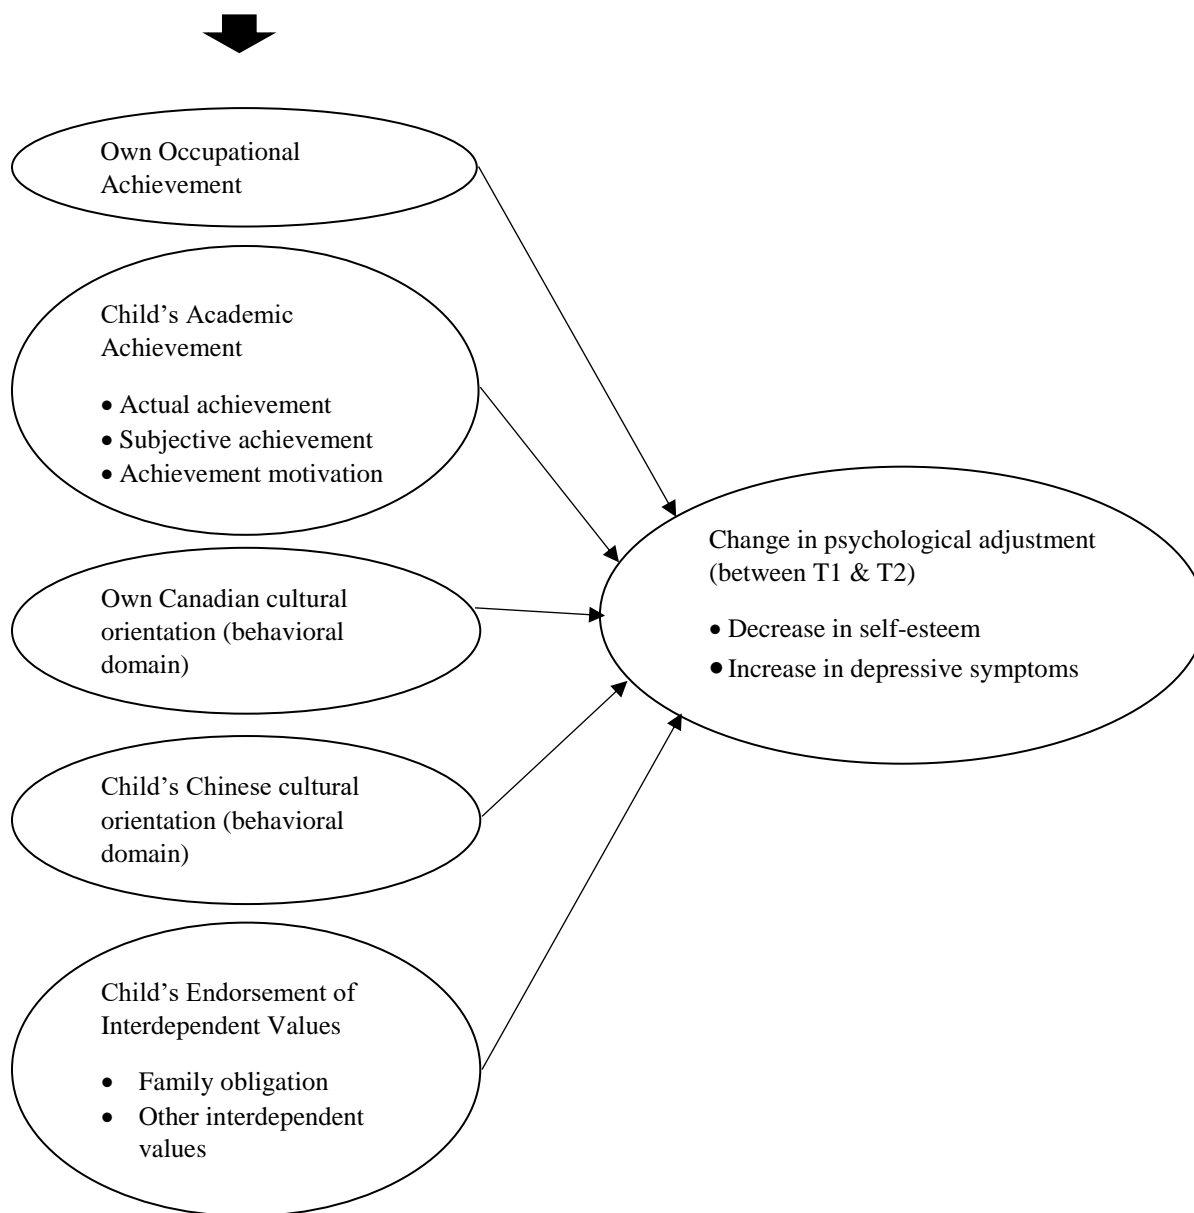 Own Occupational
Achievement
Child’s Academic
Achievement
• Actual achievement
• Subjective achievement
• Achievement motivation
Own Canadian cultural
orientation (behavioral
domain)
Child’s Chinese cultural
orientation (behavioral
domain)
Child’s Endorsement of
Interdependent Values
• Family obligation
• Other interdependent
values
Change in psychological adjustment
(between T1 & T2)
• Decrease in self-esteem
• Increase in depressive symptoms